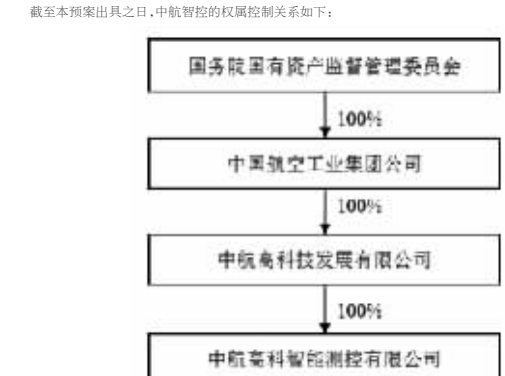 截至本预案出具之日,中航智控的权属控制关系如下:
国务院国有资产监督管理委员会
100%
中国航空工业集团公司
100%
中航高科技发展有限公司
100%
中航高科智能测控有限公司